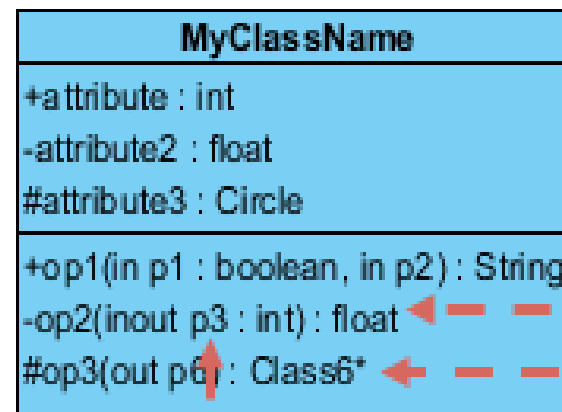 MyClassName
+attribute : int
-attribute2 : float
#attribute3 : Circle
+op1(in p1 : boolean, in p2) : String
-op2(inout p3 : int) : float
#op3(out p6) : Class6*